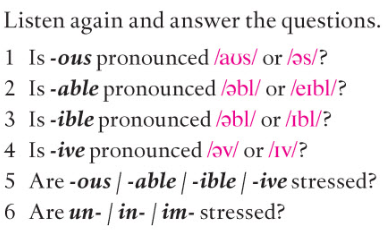 Listen again and answer the questions.
1 Is -ous pronounced /aʊs/ or /əs/?
2 Is -able pronounced /əbl/ or /eɪbl/?
3 Is -ible pronounced /əbl/ or /ɪbl/?
4 Is -ive pronounced /əv/ or /ɪv/?
5 Are -ous | -able | -ible | -ive stressed?
6 Are un- | in- | im- stressed?